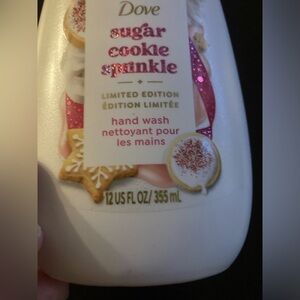 Dove
sugar
cookie
sprinkle
LIMITED EDITION
ÉDITION LIMITÉE
hand wash
nettoyant pour
les mains
12 US FL OZ/ 355 mL